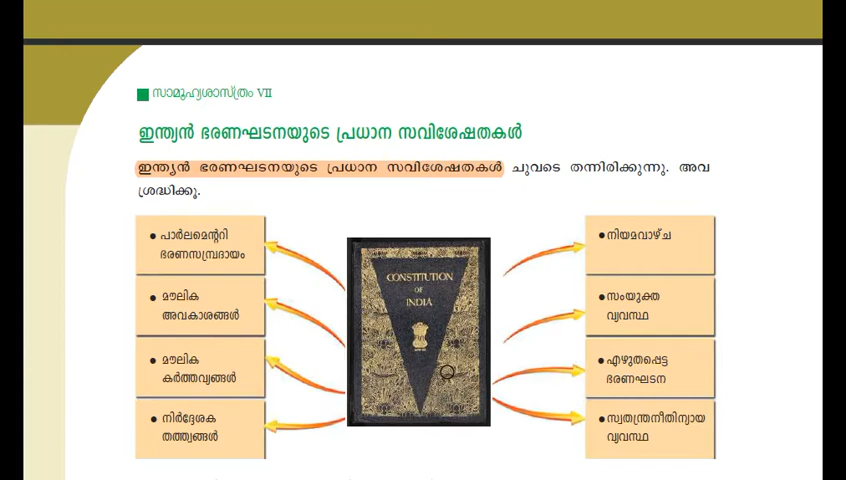 സാമൂഹ്യശാസ്ത്രം VII
ഇന്ത്യൻ ഭരണഘടനയുടെ പ്രധാന സവിശേഷതകൾ
ഇന്ത്യൻ ഭരണഘടനയുടെ പ്രധാന സവിശേഷതകൾ ചുവടെ തന്നിരിക്കുന്നു. അവ
ശ്രദ്ധിക്കൂ.
• പാർലമെന്ററി
ഭരണസമ്പ്രദായം
• മൗലിക
അവകാശങ്ങൾ
• മൗലിക
കർത്തവ്യങ്ങൾ
• നിർദ്ദേശക
തത്ത്വങ്ങൾ
CONSTITUTION
OF
INDIA
• നിയമവാഴ്ച
• സംയുക്ത
വ്യവസ്ഥ
• എഴുതപ്പെട്ട
ഭരണഘടന
• സ്വതന്ത്രനീതിന്യായ
വ്യവസ്ഥ